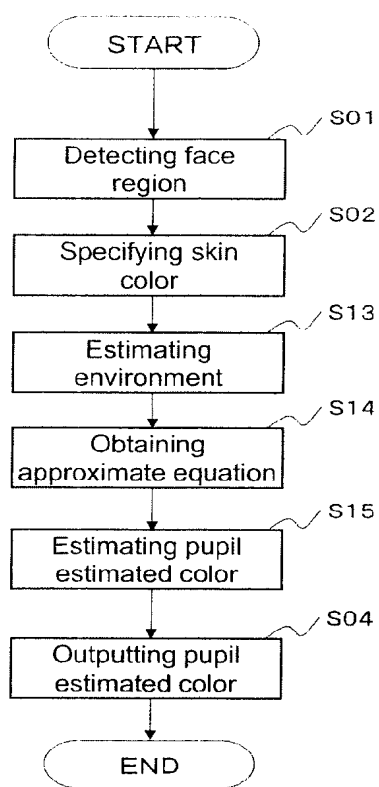 START
S01
Detecting face
region
S02
Specifying skin
color
S13
Estimating
environment
S14
Obtaining
approximate equation
S15
Estimating pupil
estimated color
S04
Outputting pupil
estimated color
END